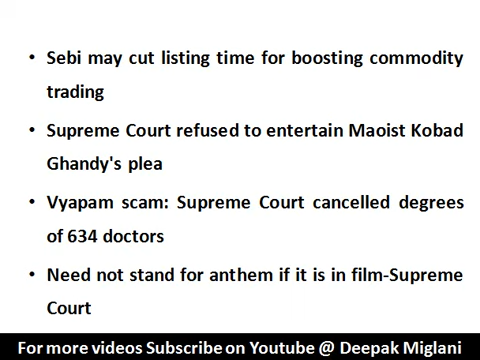 • Sebi may cut listing time for boosting commodity
trading
• Supreme Court refused to entertain Maoist Kobad
Ghandy's plea
• Vyapam scam: Supreme Court cancelled degrees
of 634 doctors
• Need not stand for anthem if it is in film-Supreme
Court
For more videos Subscribe on Youtube @ Deepak Miglani